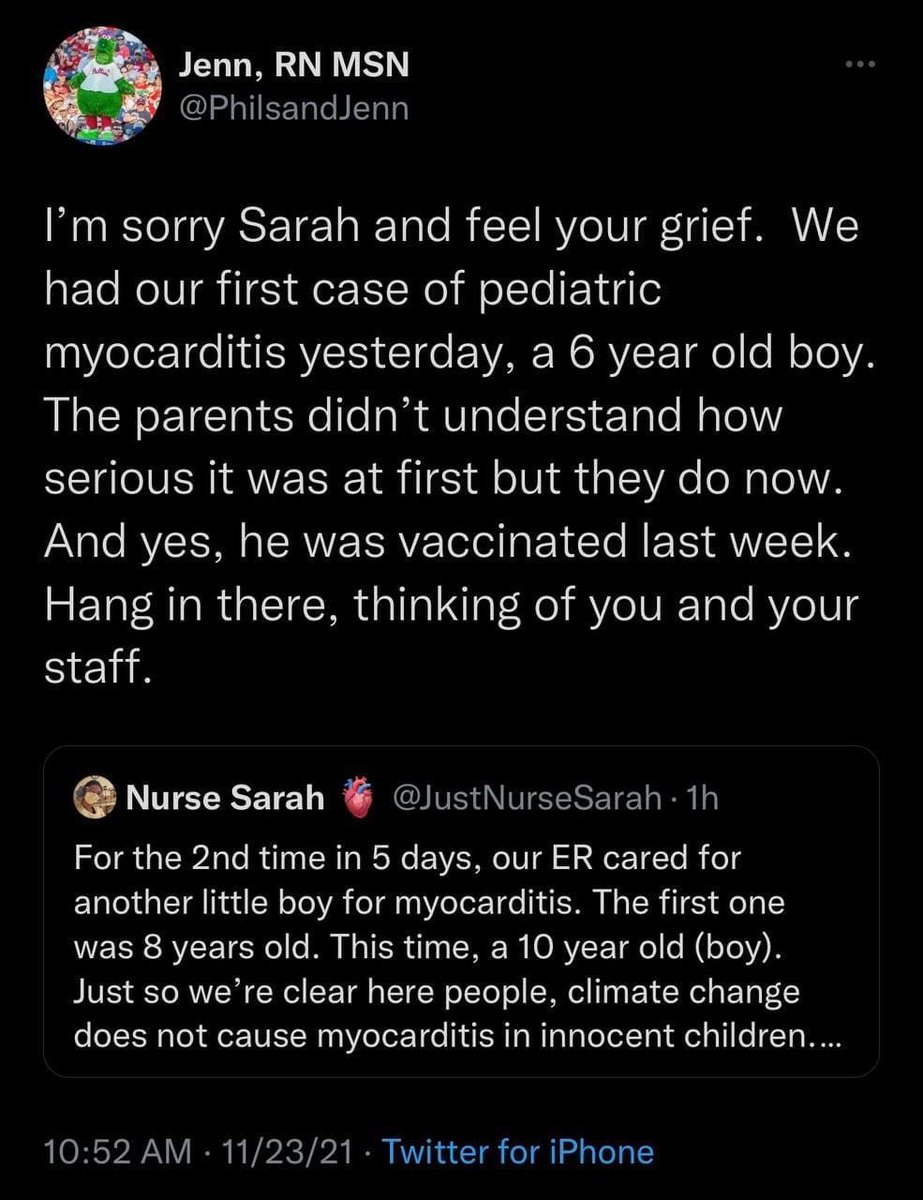 Jenn, RN MSN
@PhilsandJenn
I’m sorry Sarah and feel your grief.  We
had our first case of pediatric
myocarditis yesterday, a 6 year old boy.
The parents didn’t understand how
serious it was at first but they do now.
And yes, he was vaccinated last week.
Hang in there, thinking of you and your
staff.
Nurse Sarah 🫀 @JustNurseSarah · 1h
For the 2nd time in 5 days, our ER cared for
another little boy for myocarditis. The first one
was 8 years old. This time, a 10 year old (boy).
Just so we’re clear here people, climate change
does not cause myocarditis in innocent children....
10:52 AM · 11/23/21 · Twitter for iPhone